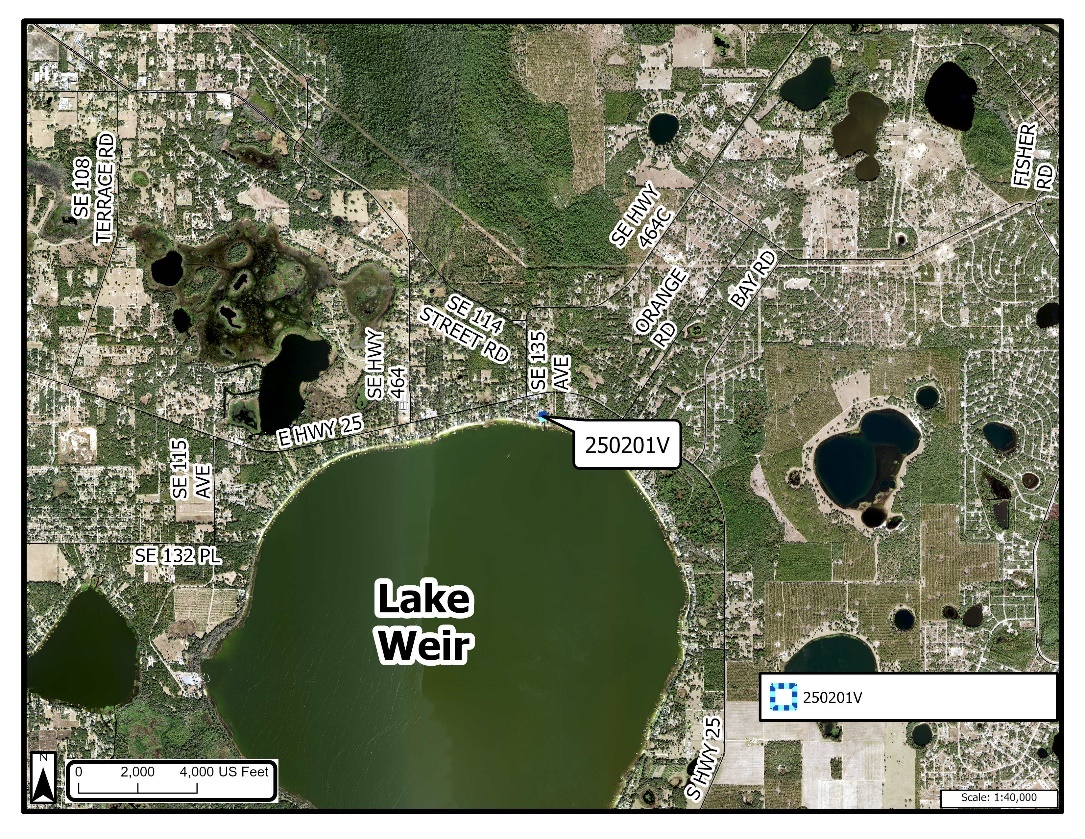 SE 108
TERRACE RD
FISHER
RD
SE HWY
464C
ORANGE
RD
BAY RD
SE 114
STREET RD
SE 135
AVE
SE HWY
464
E HWY 25
250201V
SE 115
AVE
SE 132 PL
Lake
Weir
250201V
S HWY 25
N
0 2,000 4,000 US Feet
Scale: 1:40,000